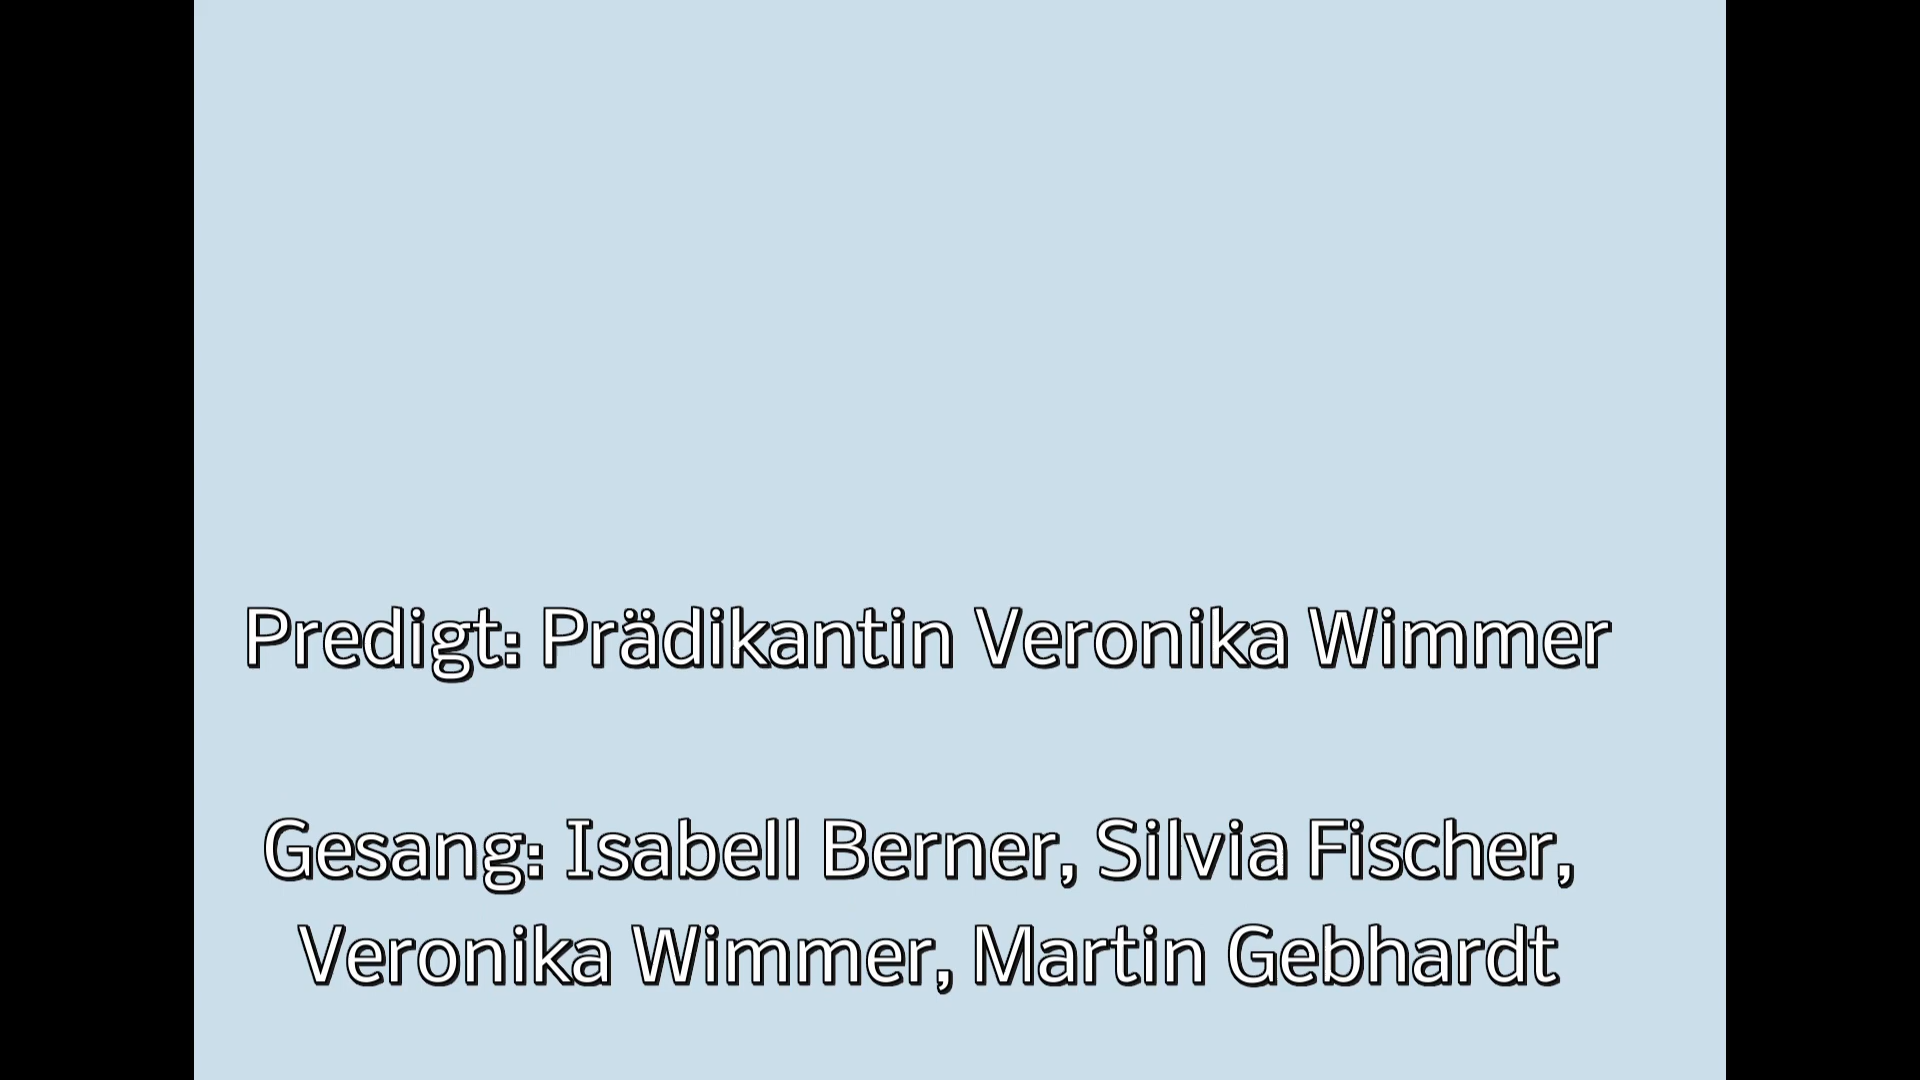 Predigt: Prädikantin Veronika Wimmer
Gesang: Isabell Berner, Silvia Fischer,
Veronika Wimmer, Martin Gebhardt